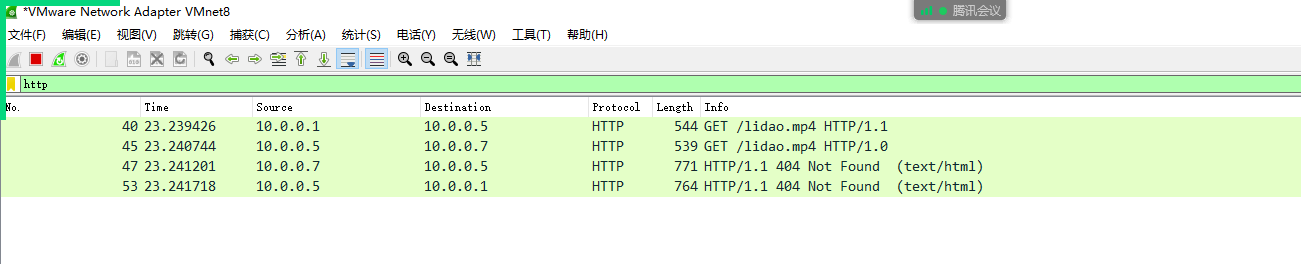 *VMware Network Adapter VMnet8
腾讯会议
文件(F) 编辑(E) 视图(V) 跳转(G) 捕获(C) 分析(A) 统计(S) 电话(Y) 无线(W) 工具(T) 帮助(H)
http
No. Time Source Destination Protocol Length Info
40 23.239426 10.0.0.1 10.0.0.5 HTTP 544 GET /lidao.mp4 HTTP/1.1
45 23.240744 10.0.0.5 10.0.0.7 HTTP 539 GET /lidao.mp4 HTTP/1.0
47 23.241201 10.0.0.7 10.0.0.5 HTTP 771 HTTP/1.1 404 Not Found (text/html)
53 23.241718 10.0.0.5 10.0.0.1 HTTP 764 HTTP/1.1 404 Not Found (text/html)